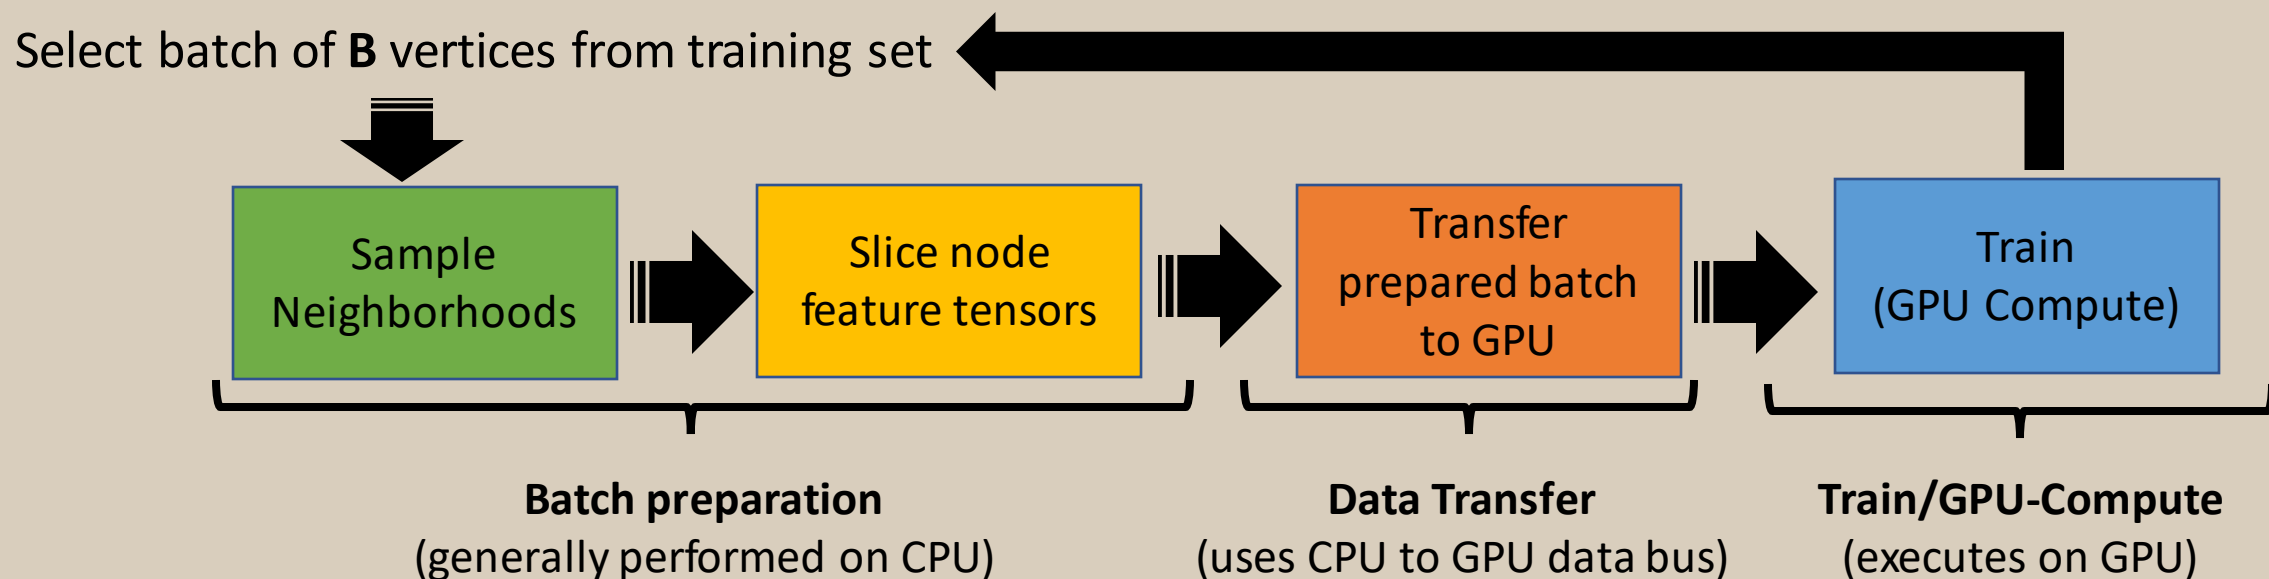 Select batch of B vertices from training set
Sample
Neighborhoods
Slice node
feature tensors
Transfer
prepared batch
to GPU
Train
(GPU Compute)
Batch preparation
(generally performed on CPU)
Data Transfer
(uses CPU to GPU data bus)
Train/GPU-Compute
(executes on GPU)